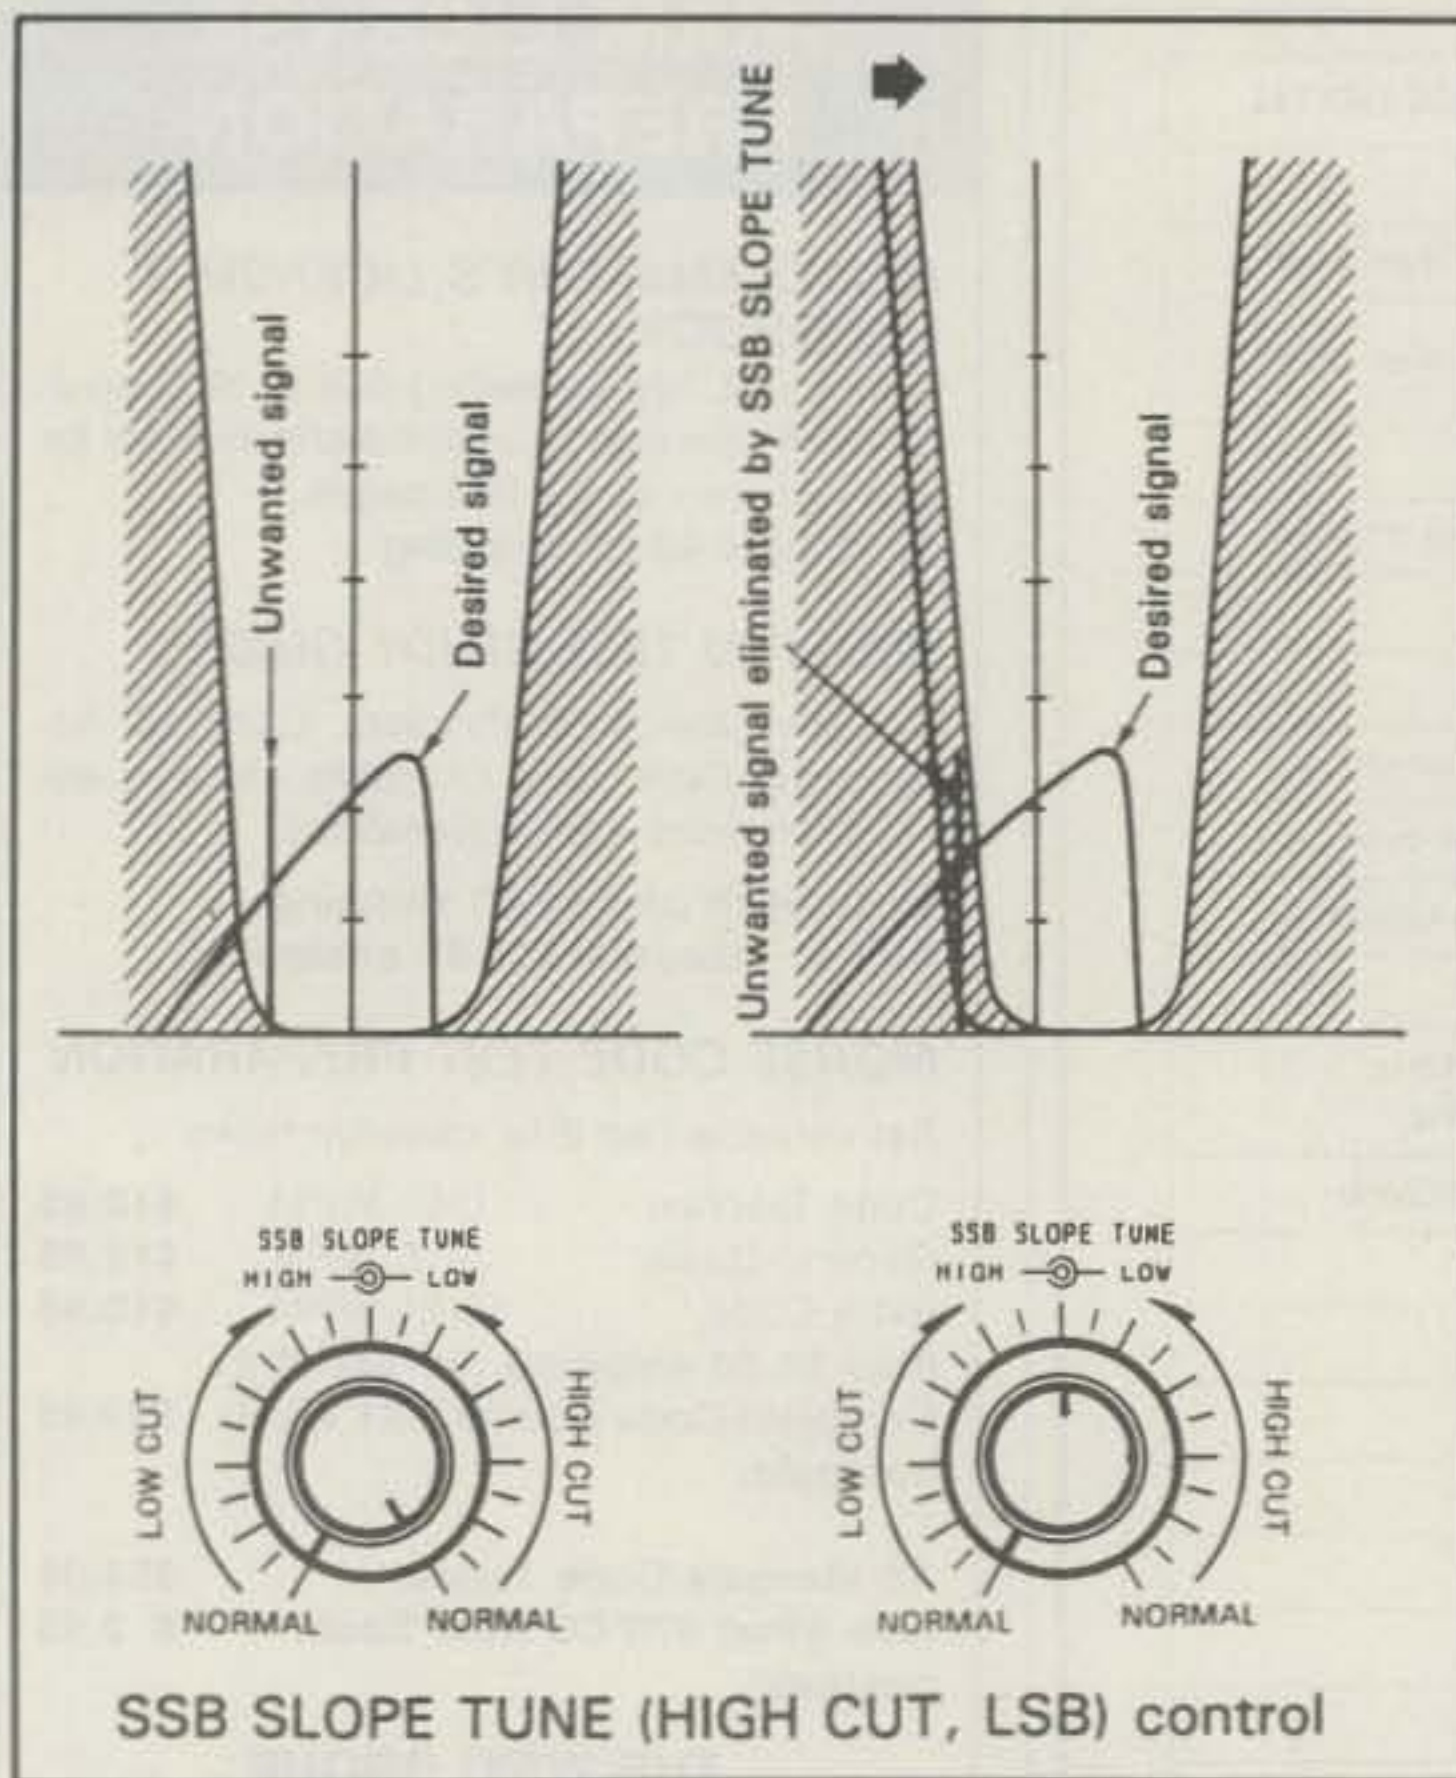 Unwanted signal
Desired signal
Unwanted signal eliminated by SSB SLOPE TUNE
Desired signal
SSB SLOPE TUNE
HIGH LOW
LOW CUT
HIGH CUT
NORMAL NORMAL
SSB SLOPE TUNE
HIGH LOW
LOW CUT
HIGH CUT
NORMAL NORMAL
SSB SLOPE TUNE (HIGH CUT, LSB) control